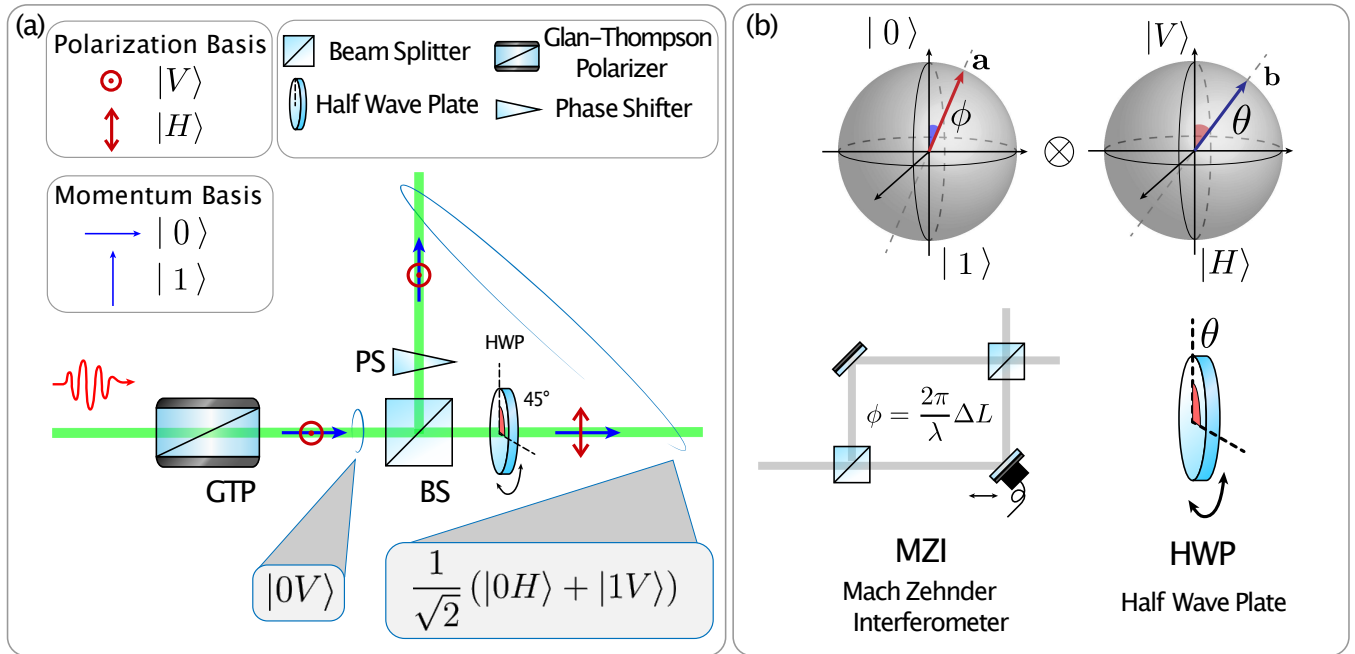 (a)
Polarization Basis
|V⟩
|H⟩
Beam Splitter
Glan-Thompson
Polarizer
Half Wave Plate
Phase Shifter
Momentum Basis
| 0 ⟩
| 1 ⟩
PS
HWP
45°
GTP
BS
|0V⟩
1/√2 (|0H⟩ + |1V⟩)
(b)
| 0 ⟩
a
ϕ
| 1 ⟩
⊗
|V⟩
b
θ
|H⟩
ϕ = 2π/λ ΔL
θ
MZI
Mach Zehnder
Interferometer
HWP
Half Wave Plate